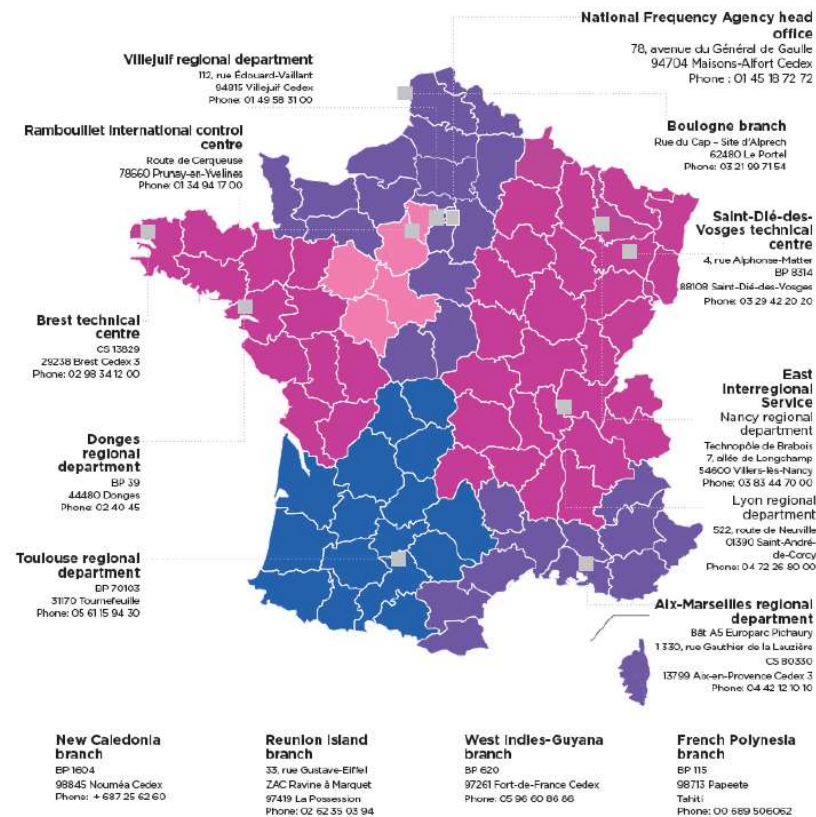 National Frequency Agency head
office
78, avenue du Général de Gaulle
94704 Maisons-Alfort Cedex
Phone : 01 45 18 72 72
Villejuif regional department
112, rue Édouard-Vaillant
94815 Villejuif Cedex
Phone: 01 49 58 31 00
Boulogne branch
Rue du Cap – Site d'Alprech
62480 Le Portel
Phone: 03 21 99 71 54
Rambouillet international control
centre
Route de Cerqueuse
78660 Prunay-en-Yvelines
Phone: 01 34 94 17 00
Saint-Dié-des-
Vosges technical
centre
4, rue Alphonse-Matter
BP 8314
88108 Saint-Dié-des-Vosges
Phone: 03 29 42 20 20
Brest technical
centre
CS 13829
29238 Brest Cedex 3
Phone: 02 98 34 12 00
East
Interregional
Service
Nancy regional
department
Technopôle de Brabois
7, allée de Longchamp
54600 Villers-lès-Nancy
Phone: 03 83 44 70 00
Donges
regional
department
BP 39
44480 Donges
Phone: 02 40 45
Lyon regional
department
522, route de Neuville
01390 Saint-André-
de-Corcy
Phone: 04 72 26 80 00
Toulouse regional
department
BP 70103
31170 Tournefeuille
Phone: 05 61 15 94 30
Aix-Marseilles regional
department
Bât A5 Europarc Pichaury
1 330, rue Gauthier de la Lauzière
CS 80330
13799 Aix-en-Provence Cedex 3
Phone: 04 42 12 10 10
New Caledonia
branch
BP 1604
98845 Nouméa Cedex
Phone: + 687 25 62 60
Reunion Island
branch
33, rue Gustave-Eiffel
ZAC Ravine à Marquet
97419 La Possession
Phone: 02 62 35 03 94
West Indies-Guyana
branch
BP 620
97261 Fort-de-France Cedex
Phone: 05 96 60 86 86
French Polynesia
branch
BP 115
98713 Papeete
Tahiti
Phone: 00 689 506062